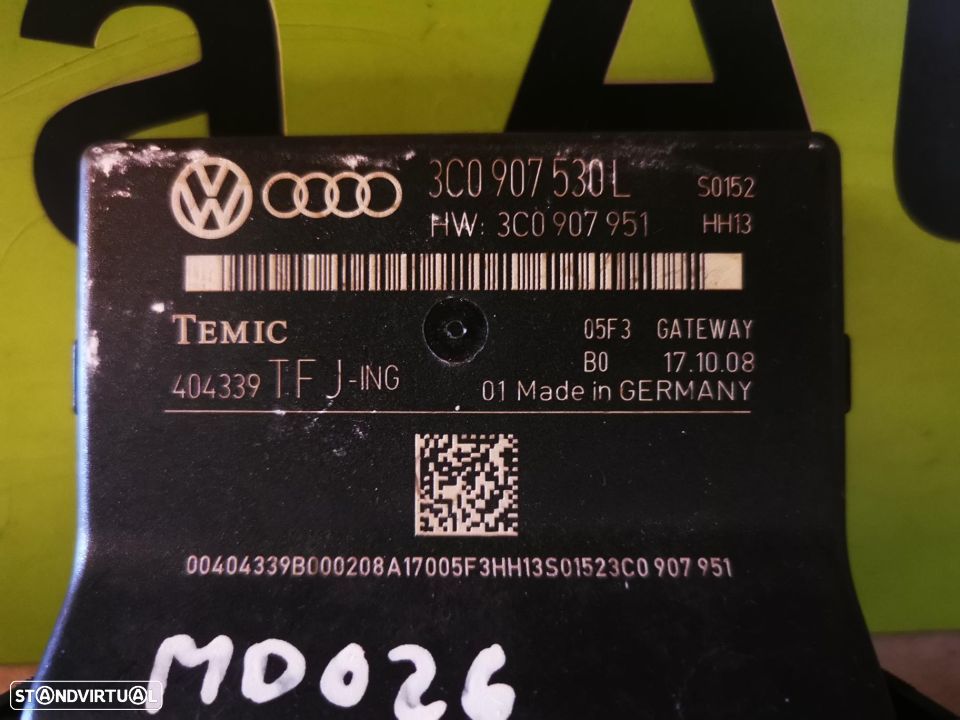 a A
3C0 907 530 L S0152
HW: 3C0 907 951 HH13
TEMIC 05F3 GATEWAY
B0 17.10.08
404339 TFJ-ING 01 Made in GERMANY
00404339B000208A17005F3HH13S01523C0 907 951
MD026
STANDVIRTUAL